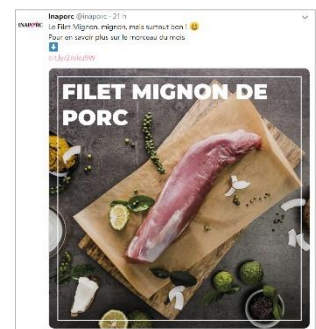 Inaporc @inaporc · 21 h
INAPORC
Le Filet Mignon, mignon, mais surtout bon !
Pour en savoir plus sur le morceau du mois
FILET MIGNON DE
PORC